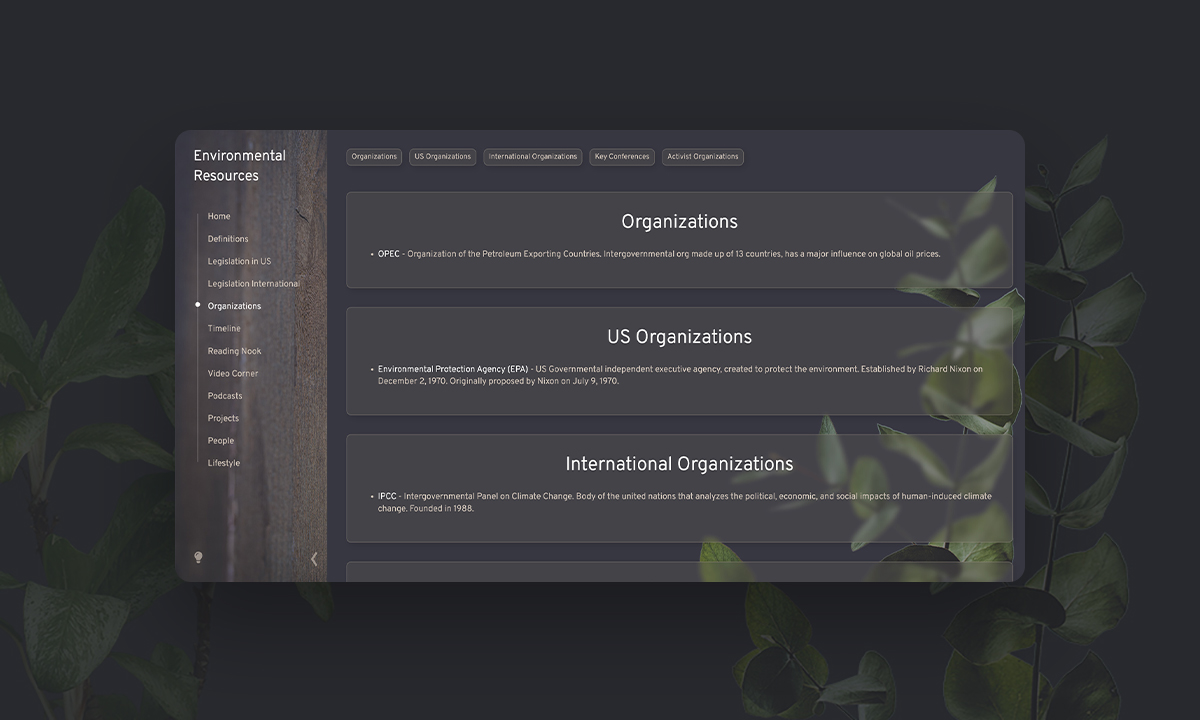 Environmental
Resources
Home
Definitions
Legislation in US
Legislation International
Organizations
Timeline
Reading Nook
Video Corner
Podcasts
Projects
People
Lifestyle
Organizations US Organizations International Organizations Key Conferences Activist Organizations
Organizations
• OPEC - Organization of the Petroleum Exporting Countries. Intergovernmental org made up of 13 countries, has a major influence on global oil prices.
US Organizations
• Environmental Protection Agency (EPA) - US Governmental independent executive agency, created to protect the environment. Established by Richard Nixon on
December 2, 1970. Originally proposed by Nixon on July 9, 1970.
International Organizations
• IPCC - Intergovernmental Panel on Climate Change. Body of the united nations that analyzes the political, economic, and social impacts of human-induced climate
change. Founded in 1988.